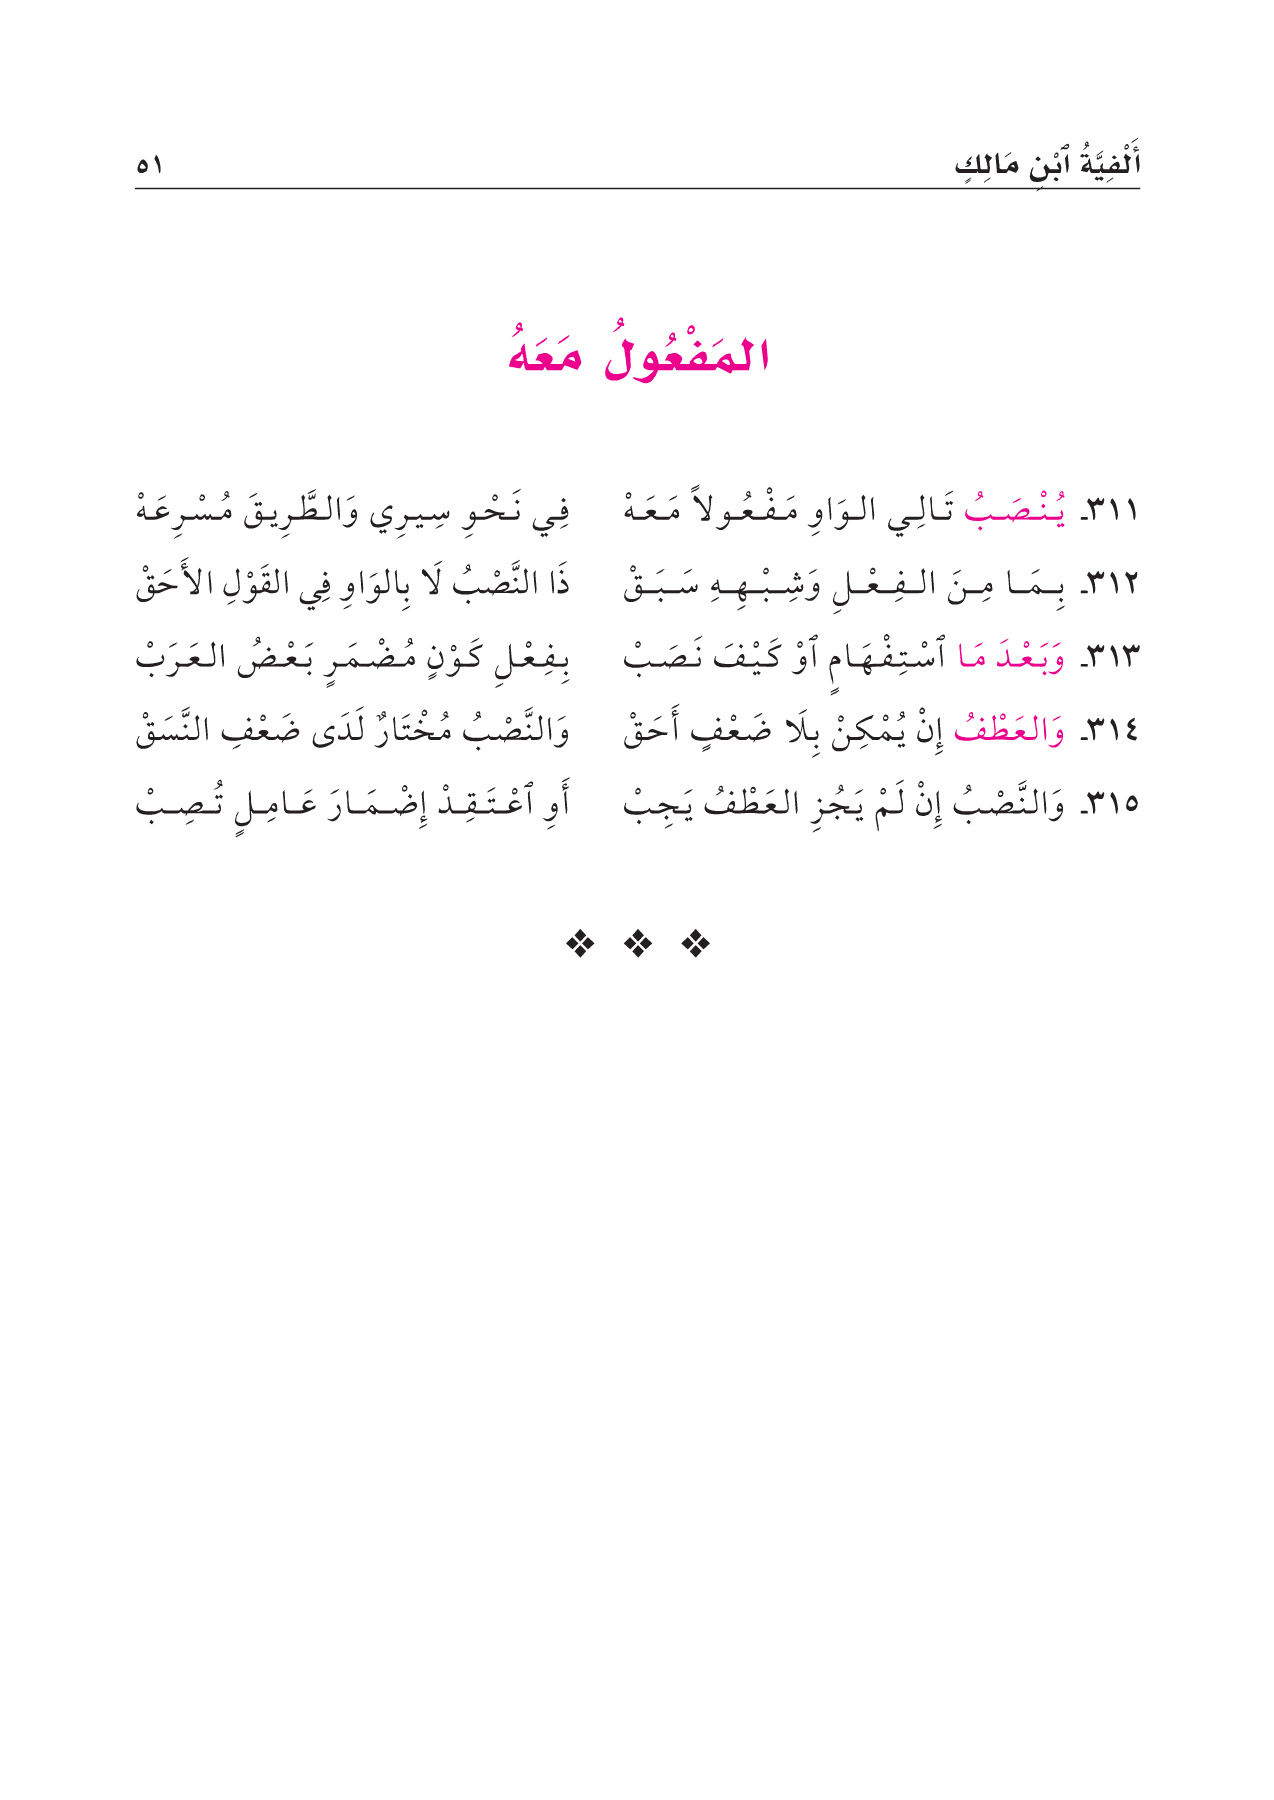 أَلْفِيَّةُ ٱبْنِ مَالِكٍ ٥١
المَفْعُولُ مَعَهُ
٣١١ـ يُنْصَبُ تَالِي الوَاوِ مَفْعُولاً مَعَهْ فِي نَحْوِ سِيرِي وَالطَّرِيقَ مُسْرِعَهْ
٣١٢ـ بِمَا مِنَ الفِعْلِ وَشِبْهِهِ سَبَقْ ذَا النَّصْبُ لَا بِالوَاوِ فِي القَوْلِ الأَحَقْ
٣١٣ـ وَبَعْدَ مَا ٱسْتِفْهَامٍ ٱوْ كَيْفَ نَصَبْ بِفِعْلِ كَوْنٍ مُضْمَرٍ بَعْضُ العَرَبْ
٣١٤ـ وَالعَطْفُ إِنْ يُمْكِنْ بِلَا ضَعْفٍ أَحَقْ وَالنَّصْبُ مُخْتَارٌ لَدَى ضَعْفِ النَّسَقْ
٣١٥ـ وَالنَّصْبُ إِنْ لَمْ يَجُزِ العَطْفُ يَجِبْ أَوِ ٱعْتَقِدْ إِضْمَارَ عَامِلٍ تُصِبْ